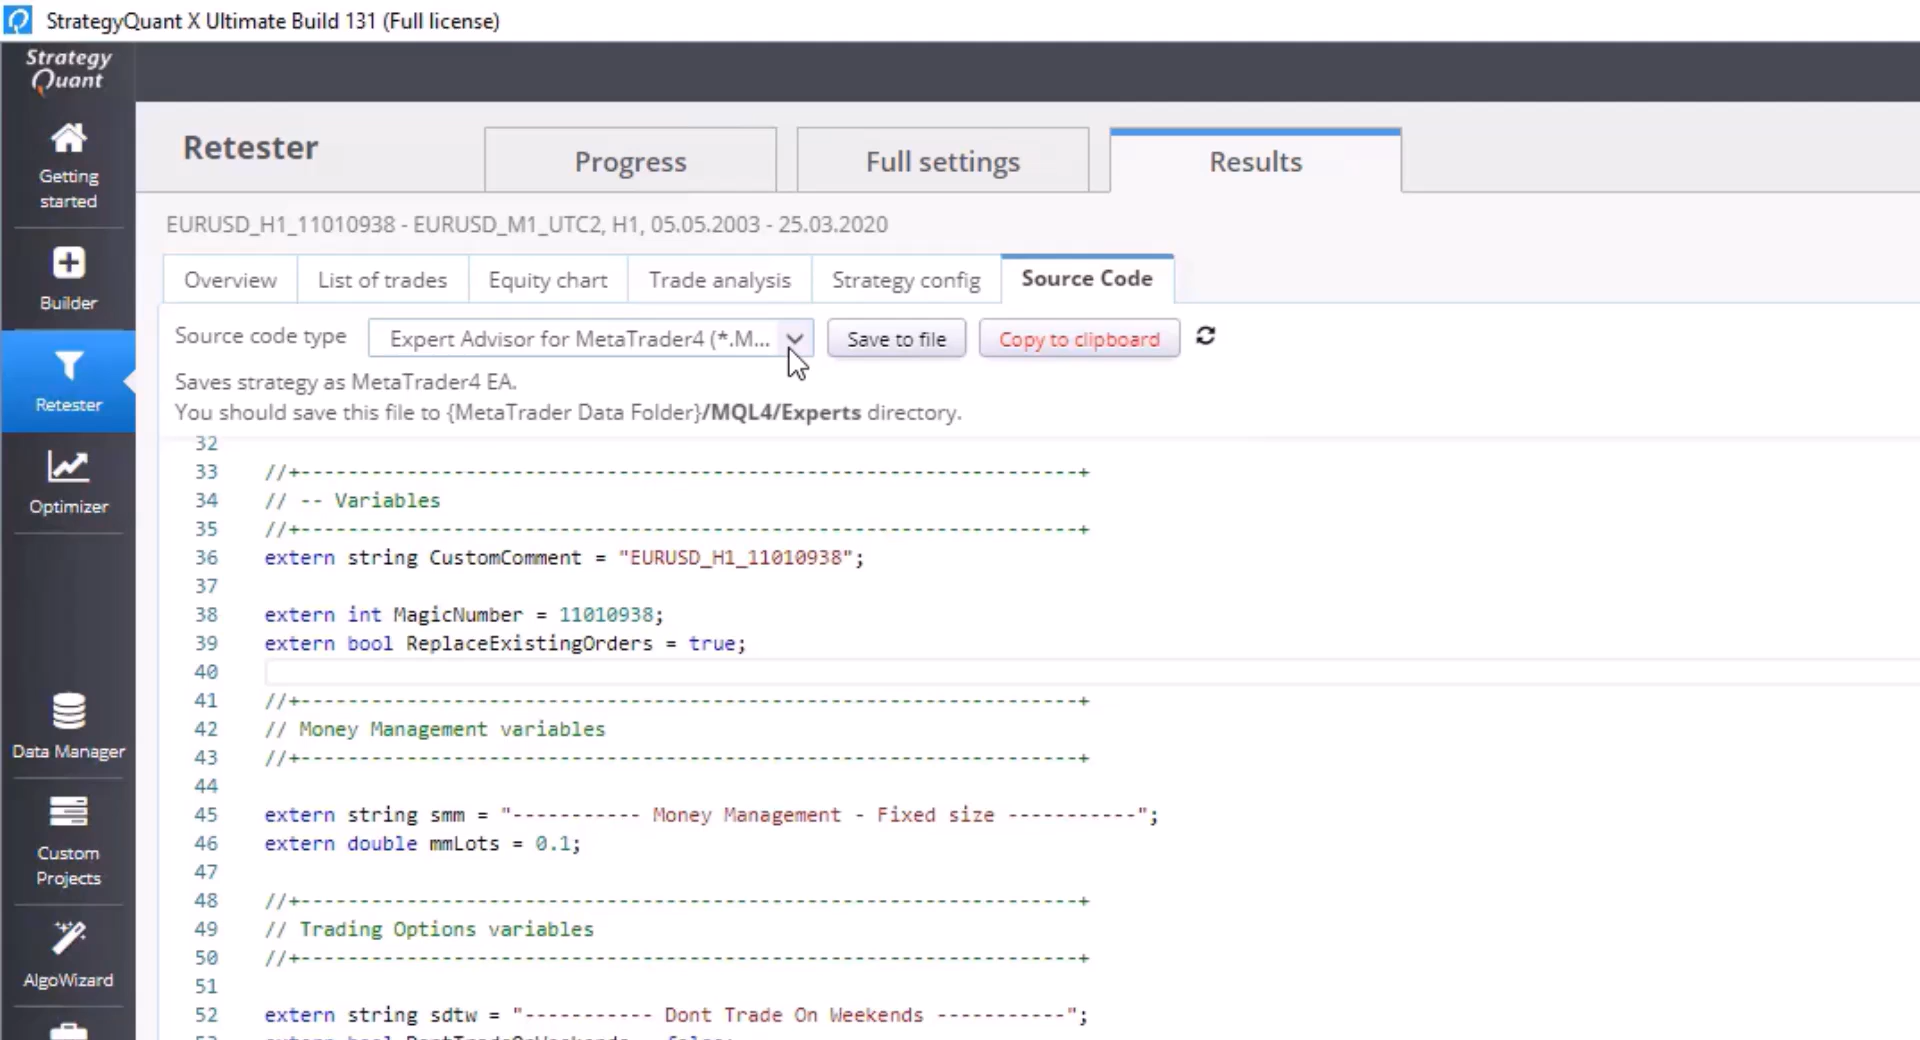 StrategyQuant X Ultimate Build 131 (Full license)
Strategy
Quant
Getting
started
Builder
Retester
Optimizer
Data Manager
Custom
Projects
AlgoWizard
Retester
Progress
Full settings
Results
EURUSD_H1_11010938 - EURUSD_M1_UTC2, H1, 05.05.2003 - 25.03.2020
Overview
List of trades
Equity chart
Trade analysis
Strategy config
Source Code
Source code type
Expert Advisor for MetaTrader4 (*.M...
Save to file
Copy to clipboard
Saves strategy as MetaTrader4 EA.
You should save this file to {MetaTrader Data Folder}/MQL4/Experts directory.
32
33 //+------------------------------------------------------------------+
34 // -- Variables
35 //+------------------------------------------------------------------+
36 extern string CustomComment = "EURUSD_H1_11010938";
37
38 extern int MagicNumber = 11010938;
39 extern bool ReplaceExistingOrders = true;
40
41 //+------------------------------------------------------------------+
42 // Money Management variables
43 //+------------------------------------------------------------------+
44
45 extern string smm = "----------- Money Management - Fixed size -----------";
46 extern double mmLots = 0.1;
47
48 //+------------------------------------------------------------------+
49 // Trading Options variables
50 //+------------------------------------------------------------------+
51
52 extern string sdtw = "----------- Dont Trade On Weekends -----------";